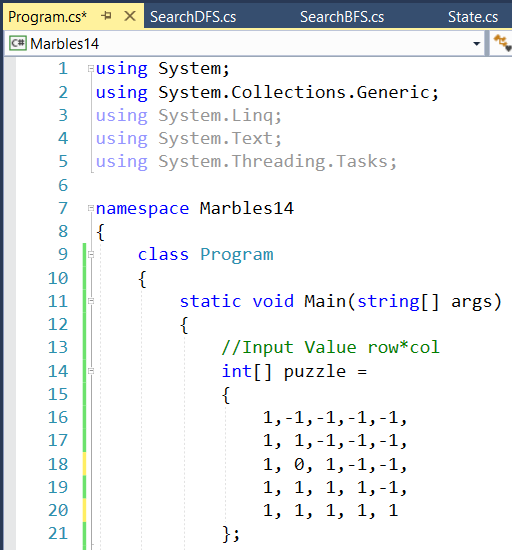 Program.cs* SearchDFS.cs SearchBFS.cs State.cs
C# Marbles14
1 using System;
2 using System.Collections.Generic;
3 using System.Linq;
4 using System.Text;
5 using System.Threading.Tasks;
6
7 namespace Marbles14
8 {
9 class Program
10 {
11 static void Main(string[] args)
12 {
13 //Input Value row*col
14 int[] puzzle =
15 {
16 1,-1,-1,-1,-1,
17 1, 1,-1,-1,-1,
18 1, 0, 1,-1,-1,
19 1, 1, 1, 1,-1,
20 1, 1, 1, 1, 1
21 };